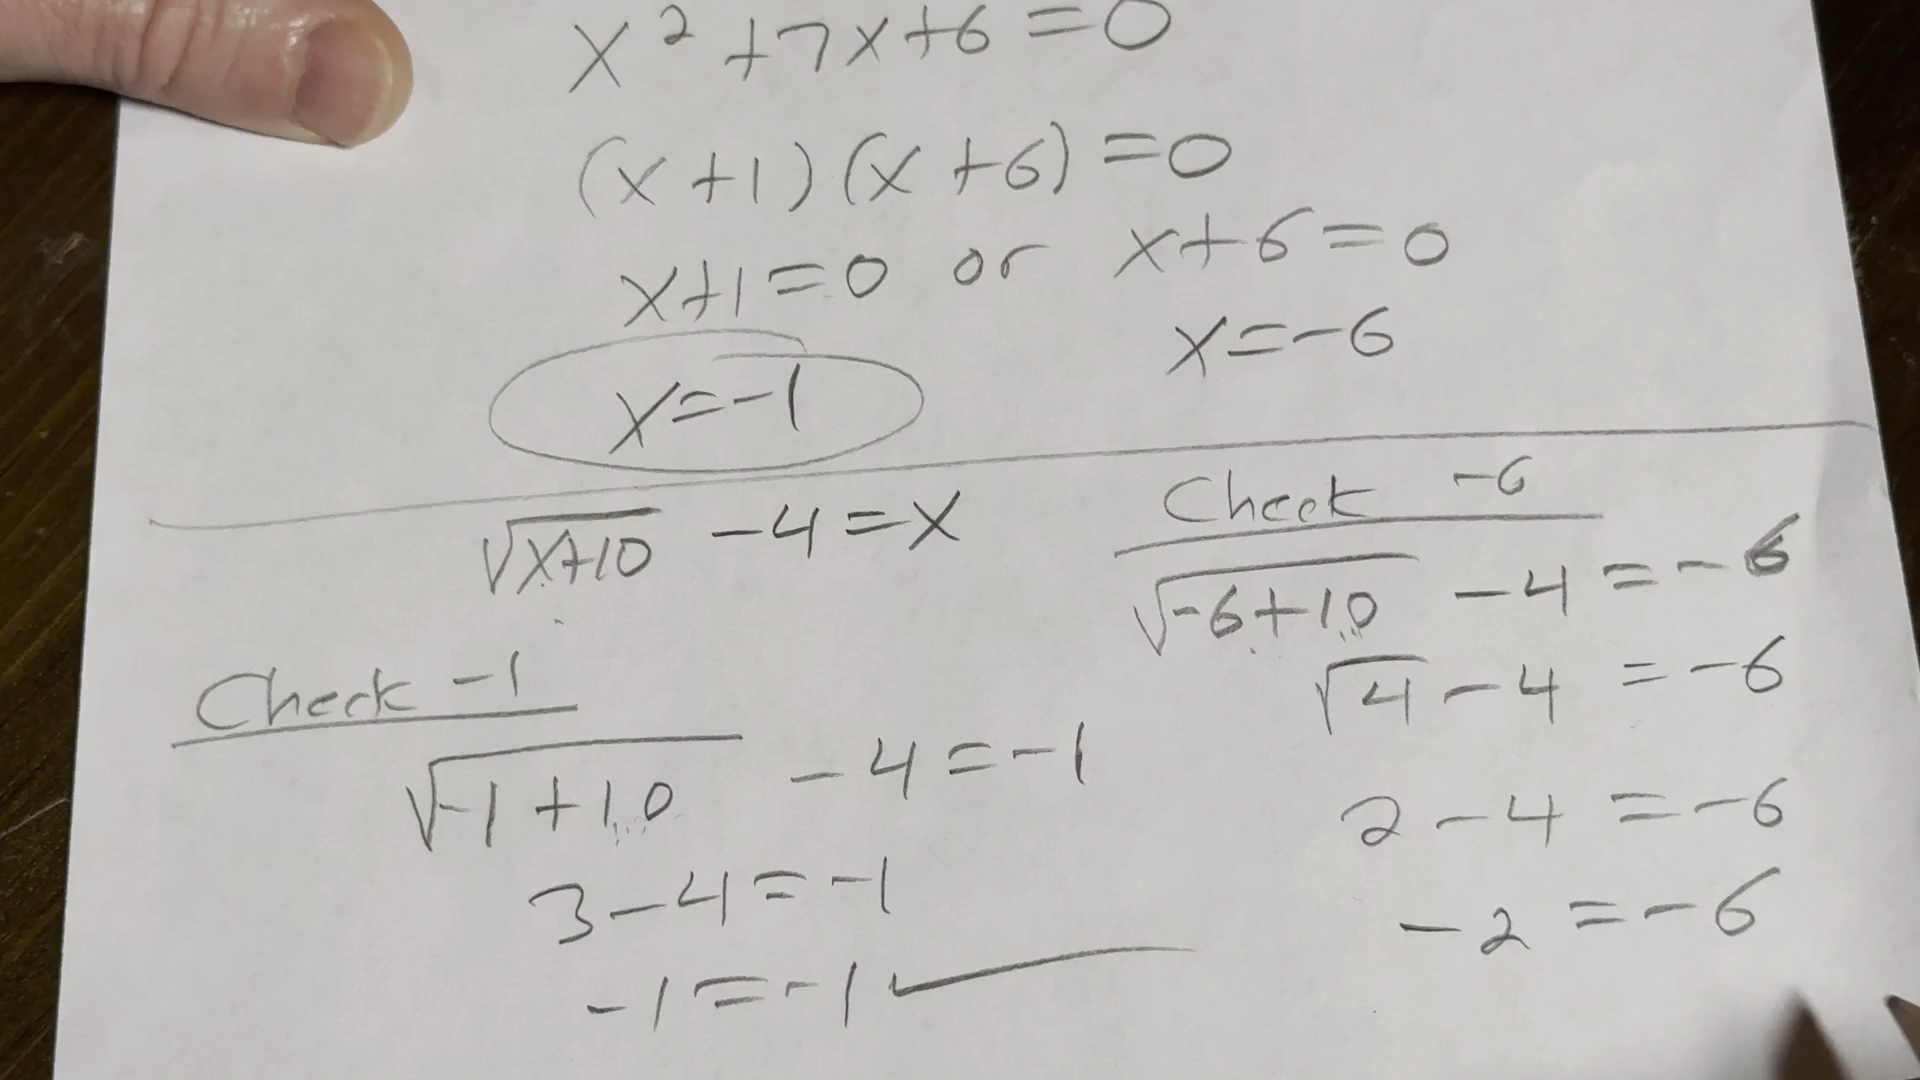 x² + 7x + 6 = 0
(x + 1) (x + 6) = 0
x + 1 = 0 or x + 6 = 0
x = -1
x = -6
√(x+10) - 4 = x
Check -1
√(-1 + 10) - 4 = -1
3 - 4 = -1
-1 = -1 ✓
Check -6
√(-6 + 10) - 4 = -6
√4 - 4 = -6
2 - 4 = -6
-2 = -6